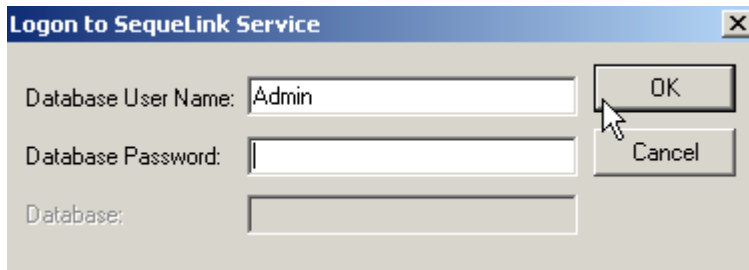 Logon to SequeLink Service
Database User Name: Admin OK
Database Password: Cancel
Database: